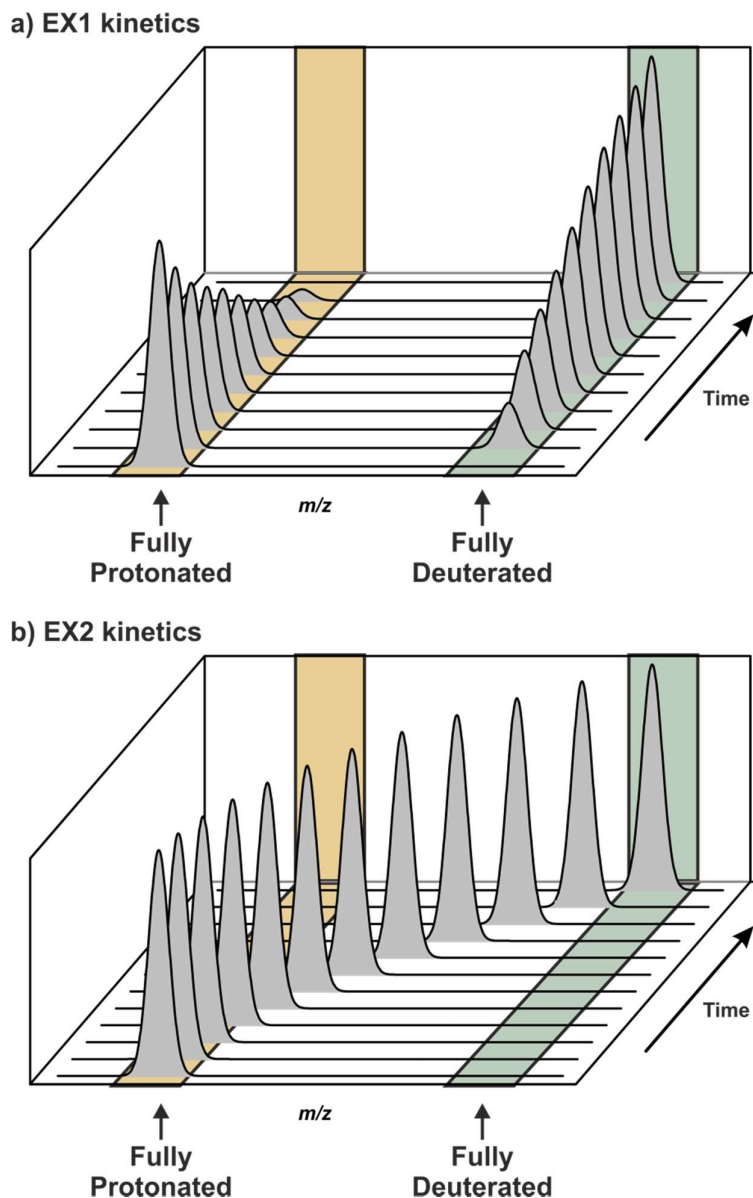 a) EX1 kinetics
Time
m/z
Fully
Protonated
Fully
Deuterated
b) EX2 kinetics
Time
m/z
Fully
Protonated
Fully
Deuterated